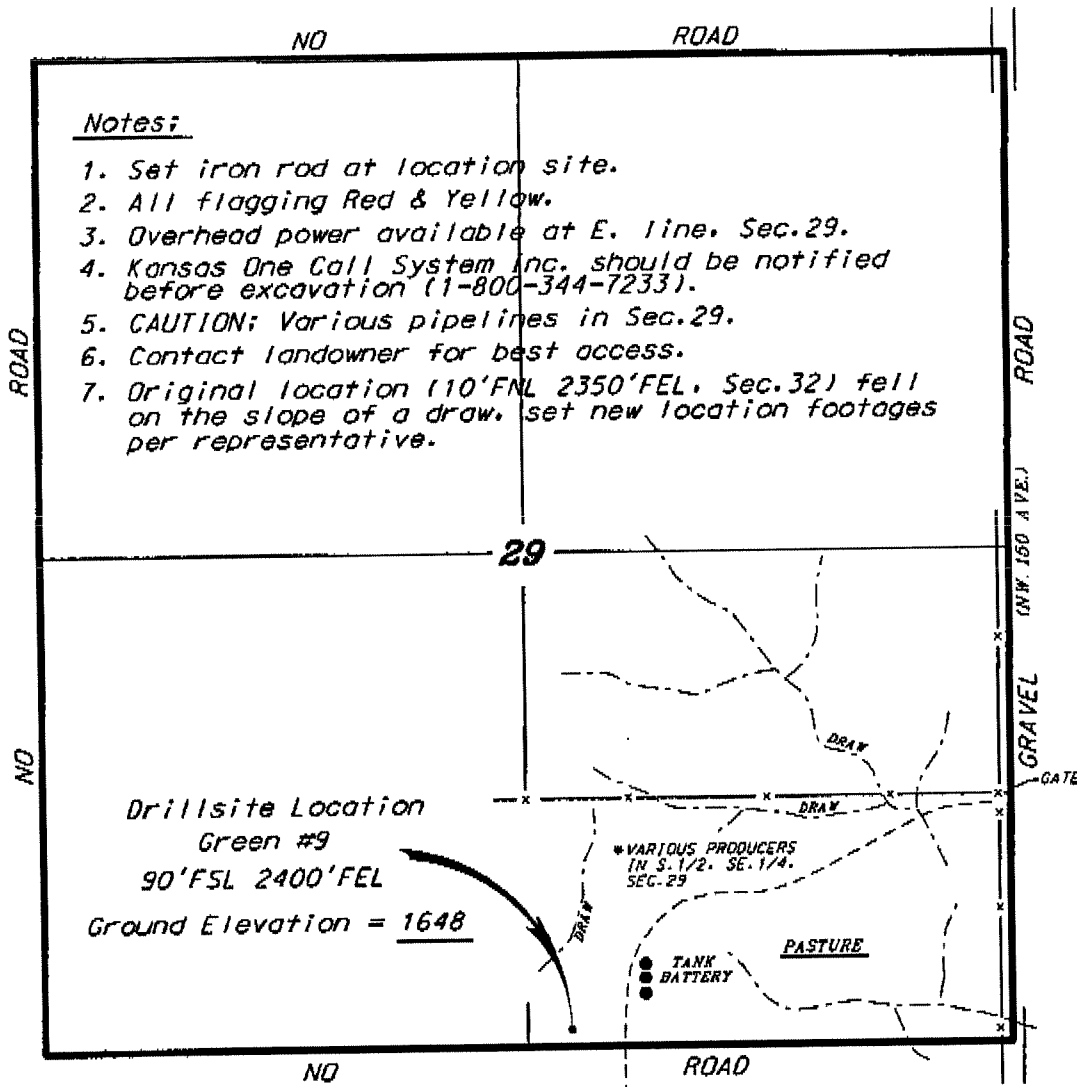 NO ROAD
Notes:
1. Set iron rod at location site.
2. All flagging Red & Yellow.
3. Overhead power available at E. line. Sec.29.
4. Kansas One Call System Inc. should be notified
before excavation (1-800-344-7233).
5. CAUTION: Various pipelines in Sec.29.
6. Contact landowner for best access.
7. Original location (10'FNL 2350'FEL. Sec.32) fell
on the slope of a draw. set new location footages
per representative.
ROAD
NO
ROAD
(NW. 150 AVE.)
GRAVEL
29
DRAW
GATE
DRAW
Drillsite Location
Green #9
90'FSL 2400'FEL
Ground Elevation = 1648
*VARIOUS PRODUCERS
IN S.1/2. SE.1/4.
SEC.29
DRAW
TANK
BATTERY
PASTURE
NO ROAD